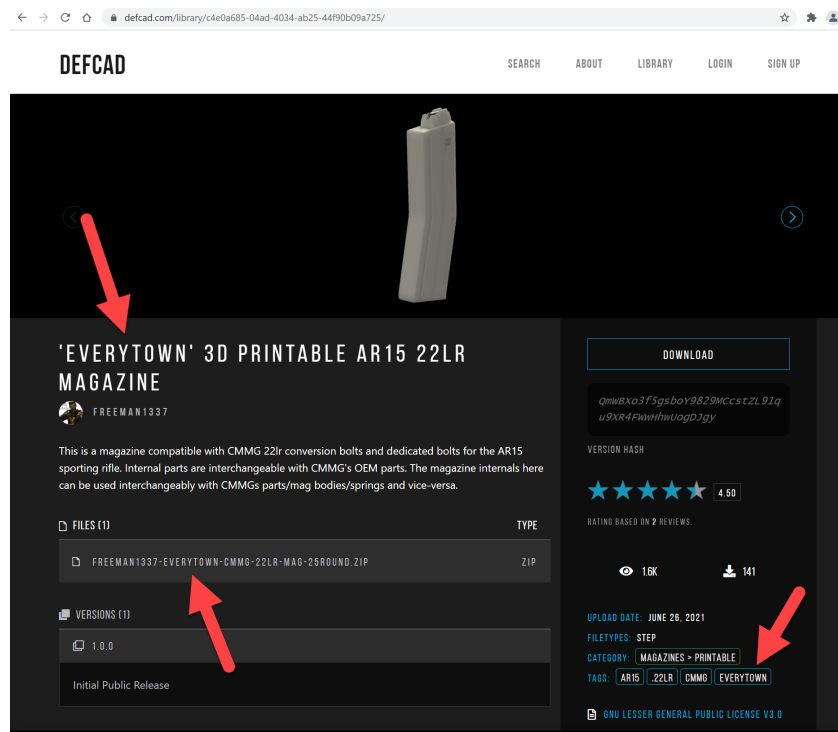 defcad.com/library/c4e0a685-04ad-4034-ab25-44f90b09a725/
DEFCAD
SEARCH ABOUT LIBRARY LOGIN SIGN UP
'EVERYTOWN' 3D PRINTABLE AR15 22LR
MAGAZINE
FREEMAN1337
This is a magazine compatible with CMMG 22lr conversion bolts and dedicated bolts for the AR15
sporting rifle. Internal parts are interchangeable with CMMG's OEM parts. The magazine internals here
can be used interchangeably with CMMGs parts/mag bodies/springs and vice-versa.
FILES (1) TYPE
FREEMAN1337-EVERYTOWN-CMMG-22LR-MAG-25ROUND.ZIP ZIP
VERSIONS (1)
1.0.0
Initial Public Release
DOWNLOAD
QmWBXo3f5gsboY9829MCcstZL91q
u9XR4FWwHhwUogDJgy
VERSION HASH
4.50
RATING BASED ON 2 REVIEWS.
1.6K 141
UPLOAD DATE: JUNE 26, 2021
FILETYPES: STEP
CATEGORY: MAGAZINES > PRINTABLE
TAGS: AR15 .22LR CMMG EVERYTOWN
GNU LESSER GENERAL PUBLIC LICENSE V3.0